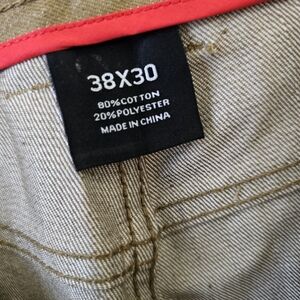 38X30
80%COTTON
20%POLYESTER
MADE IN CHINA